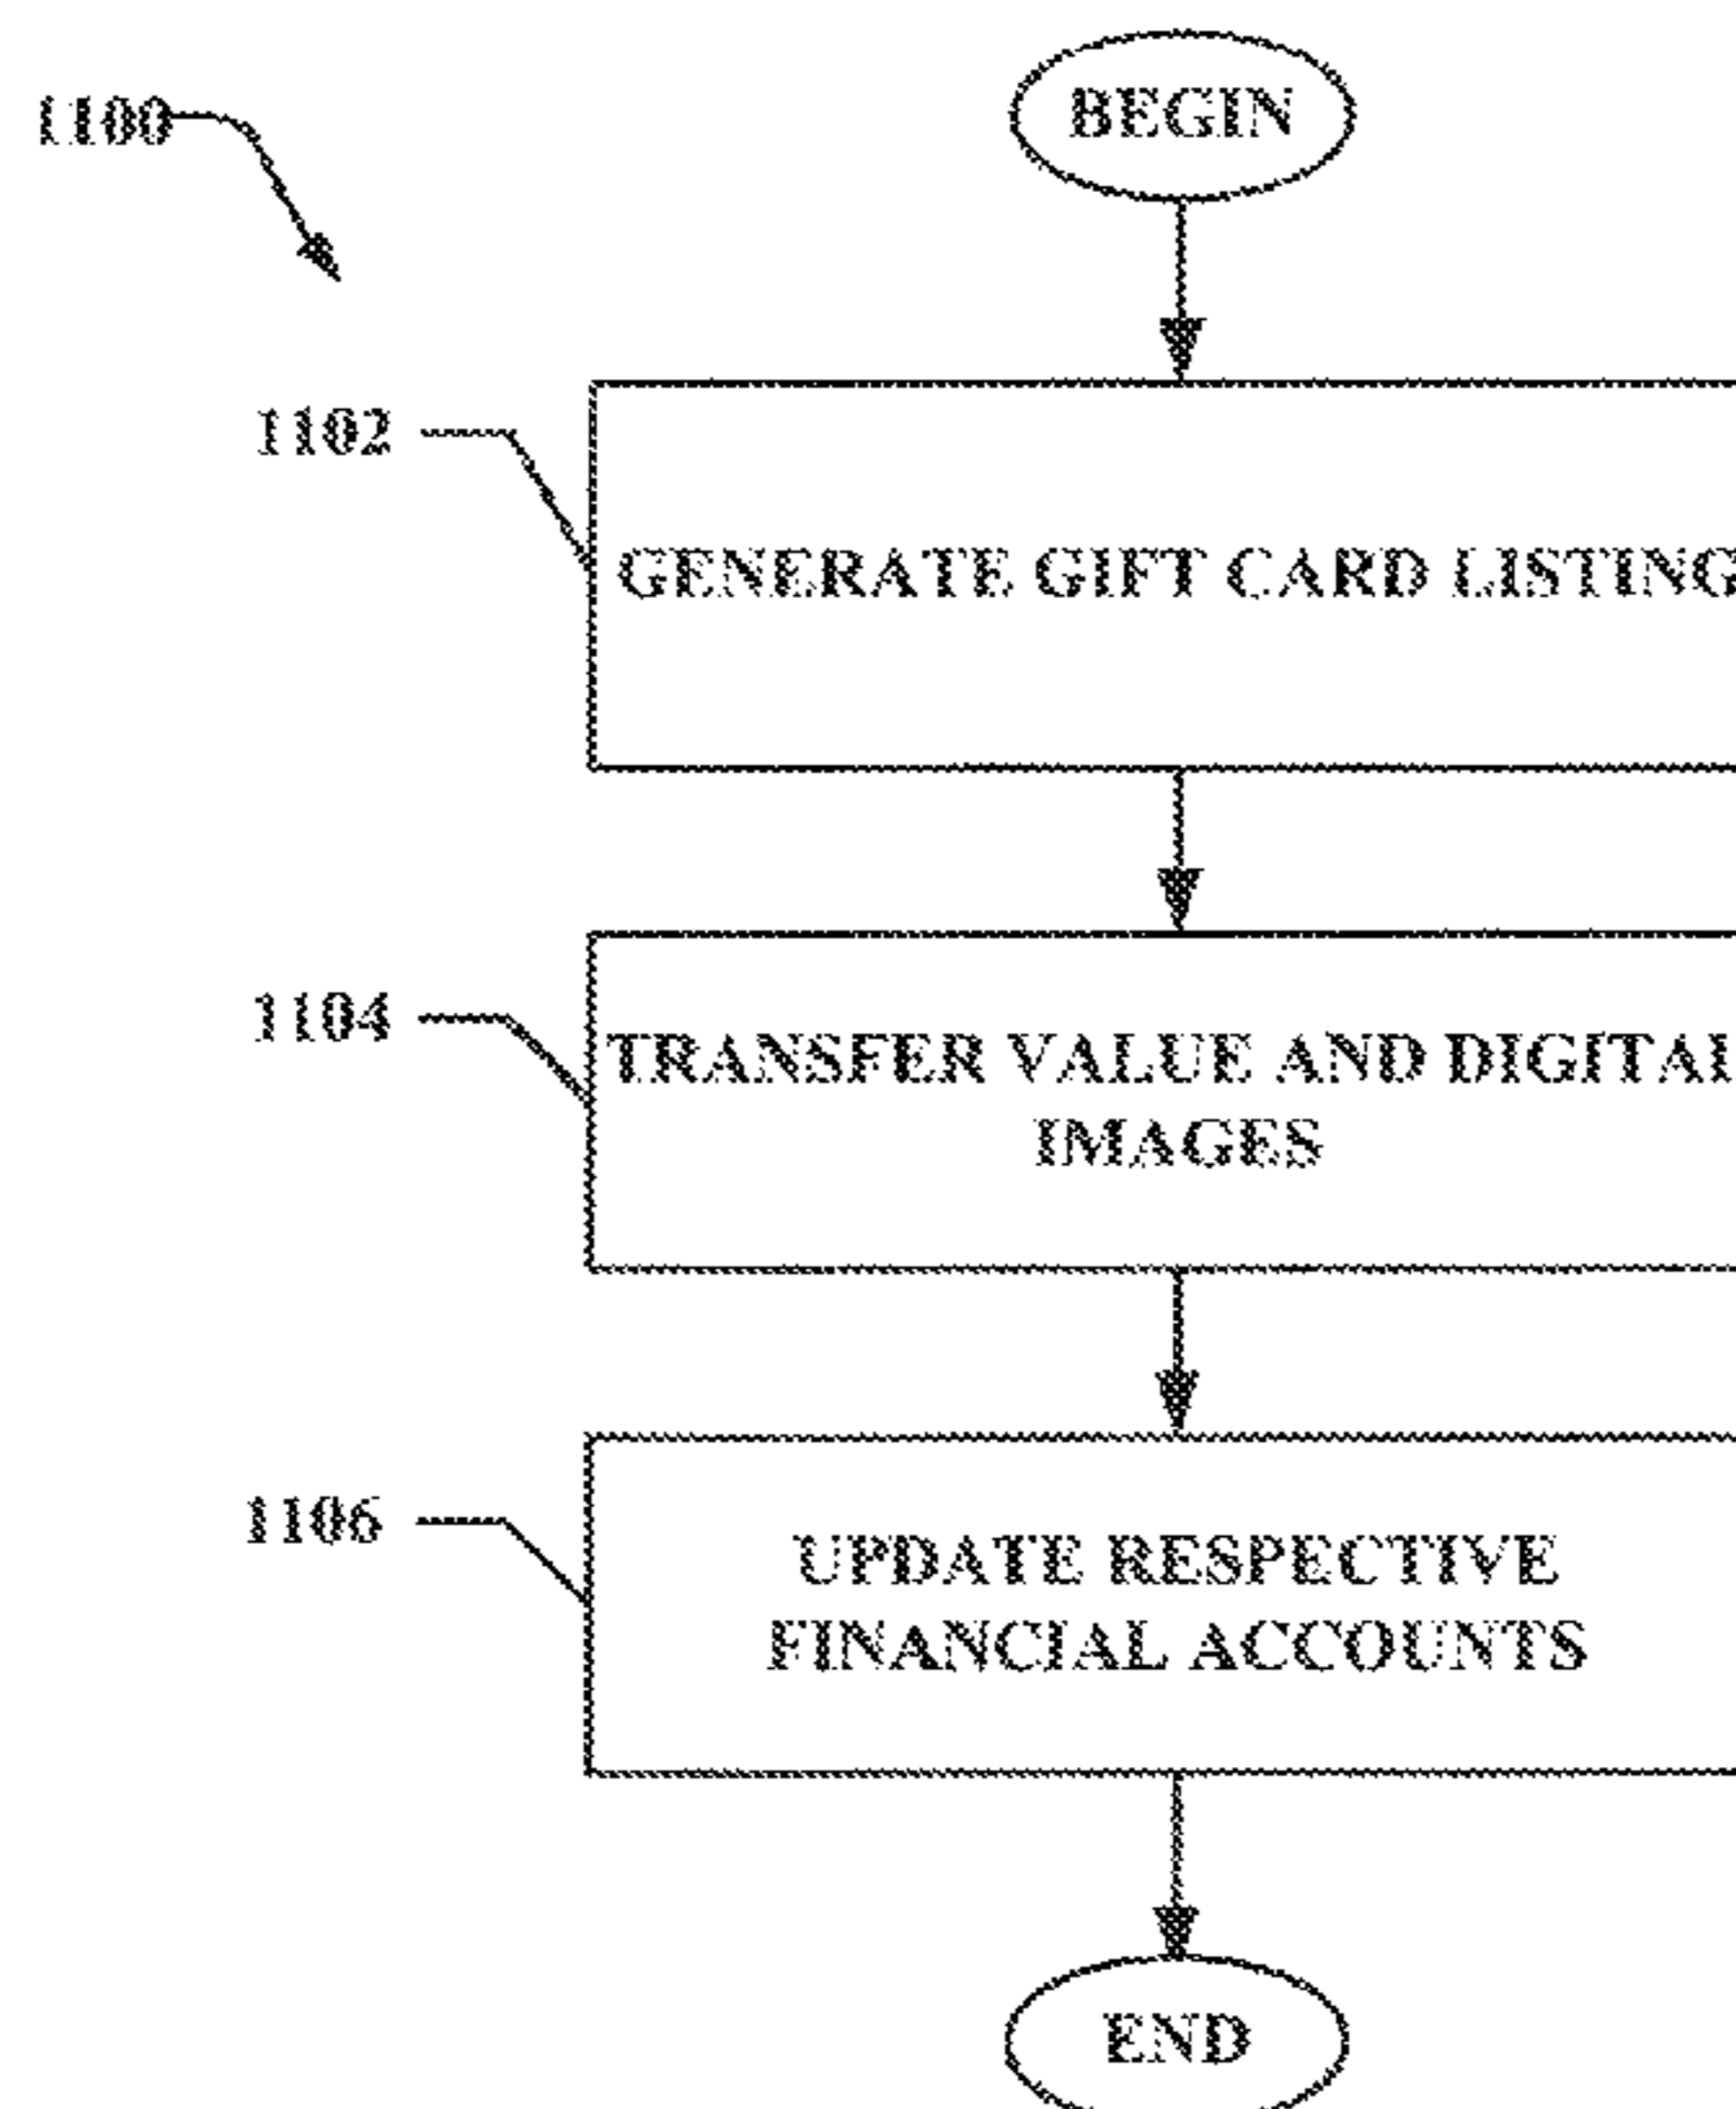 1100
BEGIN
1102
GENERATE GIFT CARD LISTING
1104
TRANSFER VALUE AND DIGITAL
IMAGES
1106
UPDATE RESPECTIVE
FINANCIAL ACCOUNTS
END